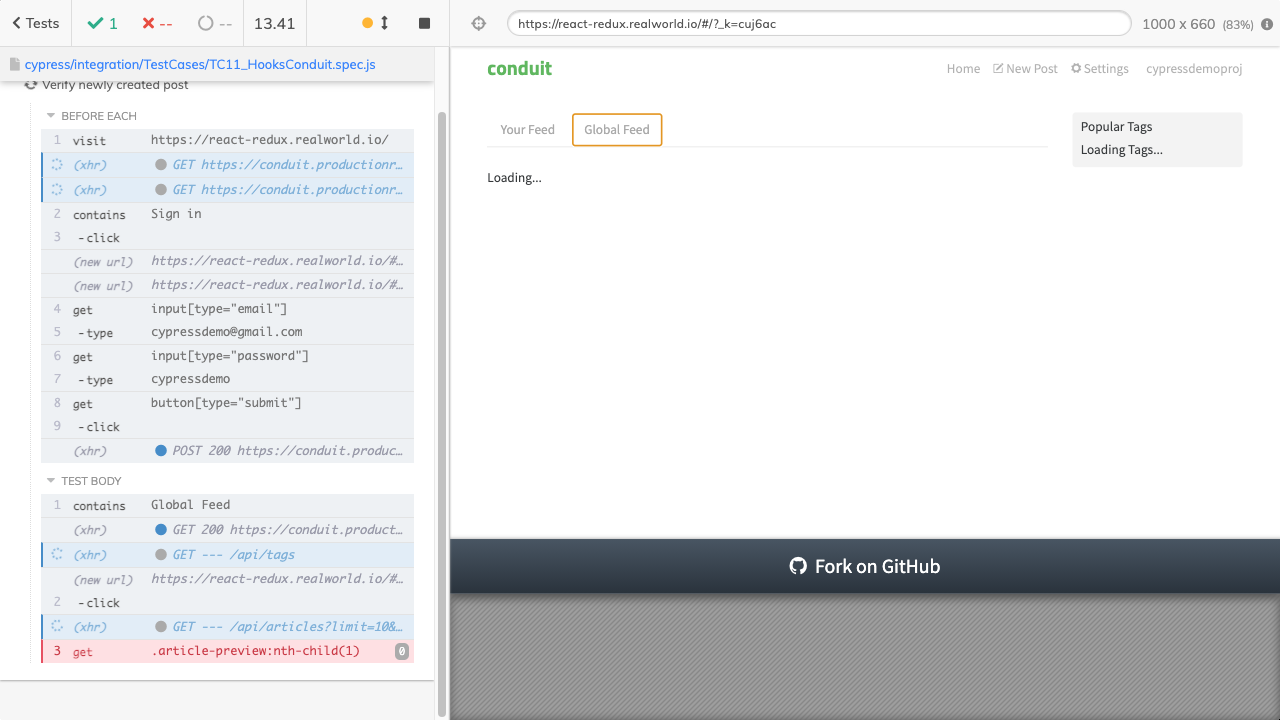 Tests
1
--
--
13.41
https://react-redux.realworld.io/#/?_k=cuj6ac
1000 x 660 (83%)
cypress/integration/TestCases/TC11_HooksConduit.spec.js
Verify newly created post
BEFORE EACH
1 visit https://react-redux.realworld.io/
(xhr) GET https://conduit.productionr…
(xhr) GET https://conduit.productionr…
2 contains Sign in
3 -click
(new url) https://react-redux.realworld.io/#…
(new url) https://react-redux.realworld.io/#…
4 get input[type="email"]
5 -type cypressdemo@gmail.com
6 get input[type="password"]
7 -type cypressdemo
8 get button[type="submit"]
9 -click
(xhr) POST 200 https://conduit.produc…
TEST BODY
1 contains Global Feed
(xhr) GET 200 https://conduit.product…
(xhr) GET --- /api/tags
(new url) https://react-redux.realworld.io/#…
2 -click
(xhr) GET --- /api/articles?limit=10&…
3 get .article-preview:nth-child(1) 0
conduit
Home New Post Settings cypressdemoproj
Your Feed Global Feed
Loading...
Popular Tags
Loading Tags...
Fork on GitHub